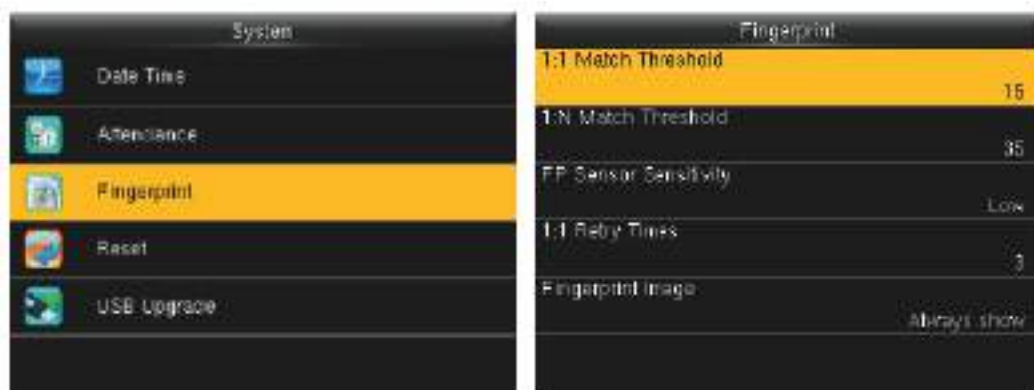 System
Date Time
Attendance
Fingerprint
Reset
USB Upgrade
Fingerprint
1:1 Match Threshold
15
1:N Match Threshold
35
FP Sensor Sensitivity
Low
1:1 Retry Times
3
Fingerprint Image
Always show